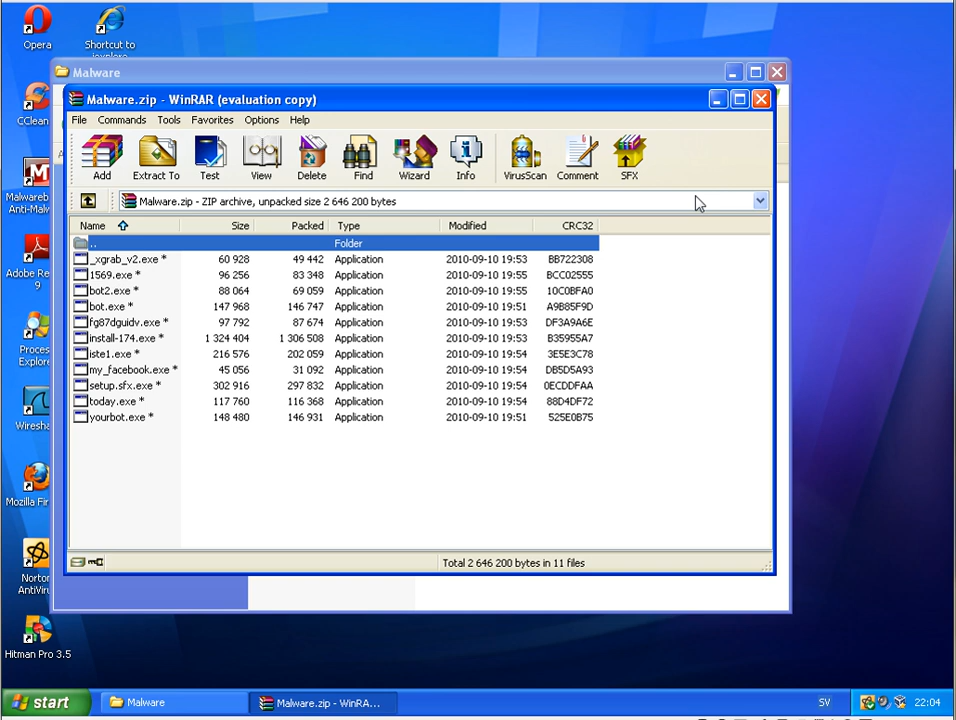 Opera
Shortcut to
Malware
Malware.zip - WinRAR (evaluation copy)
File Commands Tools Favorites Options Help
Add Extract To Test View Delete Find Wizard Info VirusScan Comment SFX
Malware.zip - ZIP archive, unpacked size 2 646 200 bytes
Name Size Packed Type Modified CRC32
.. Folder
_xgrab_v2.exe * 60 928 49 442 Application 2010-09-10 19:53 BB722308
1569.exe * 96 256 83 348 Application 2010-09-10 19:55 BCC02555
bot2.exe * 88 064 69 059 Application 2010-09-10 19:55 10C0BFA0
bot.exe * 147 968 146 747 Application 2010-09-10 19:51 A9B85F9D
fg87dguidv.exe * 97 792 87 674 Application 2010-09-10 19:53 DF3A9A6E
install-174.exe * 1 324 404 1 306 508 Application 2010-09-10 19:53 B35955A7
iste1.exe * 216 576 202 059 Application 2010-09-10 19:54 3E5E3C78
my_facebook.exe * 45 056 31 092 Application 2010-09-10 19:54 DB5D5A93
setup.sfx.exe * 302 916 297 832 Application 2010-09-10 19:54 0ECDDFAA
today.exe * 117 760 116 368 Application 2010-09-10 19:54 88D4DF72
yourbot.exe * 148 480 146 931 Application 2010-09-10 19:51 525E0B75
Total 2 646 200 bytes in 11 files
CClean
Malwareb
Anti-Malw
Adobe Re
9
Proces
Explore
Wiresha
Mozilla Fir
Norto
AntiViru
Hitman Pro 3.5
start Malware Malware.zip - WinRA... SV 22:04